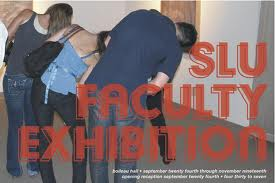 SLU
FACULTY
EXHIBITION
boileau hall • september twenty fourth through november nineteenth
opening reception september twenty fourth • four thirty to seven